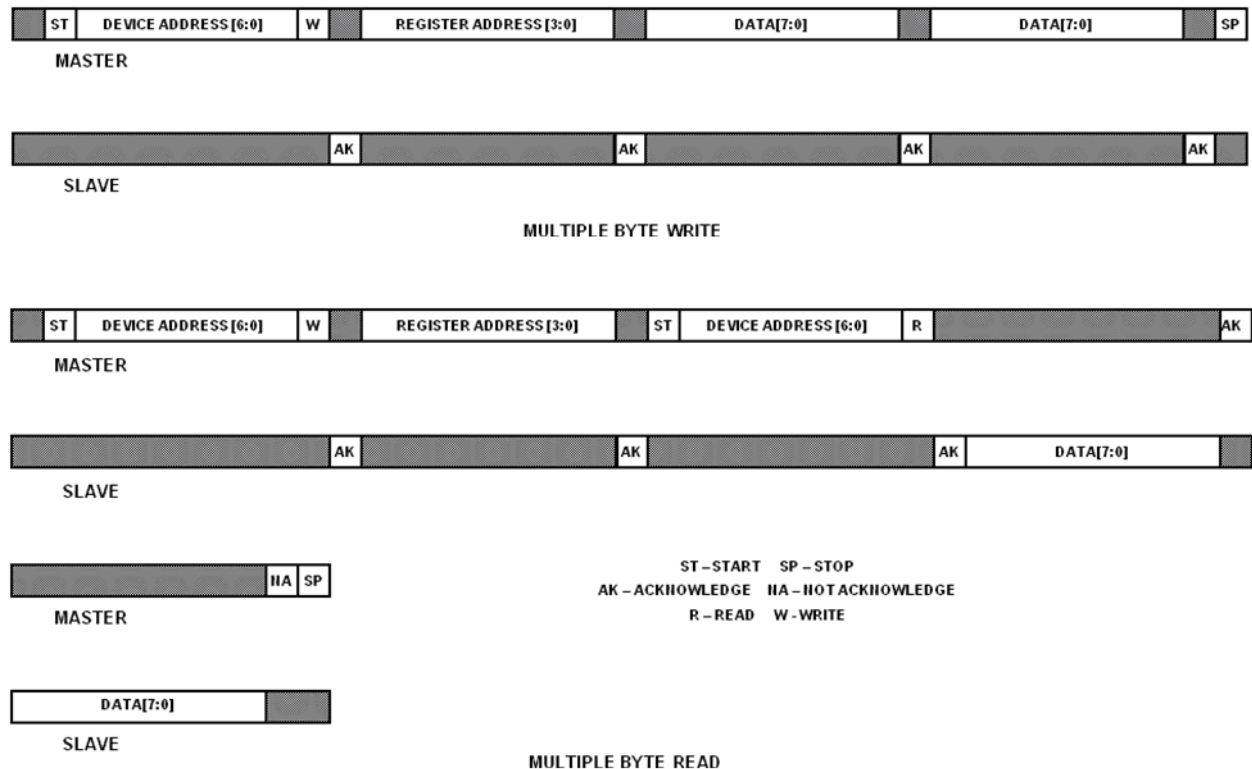 ST DEVICE ADDRESS [6:0] W REGISTER ADDRESS [3:0] DATA[7:0] DATA[7:0] SP
MASTER
AK AK AK AK
SLAVE
MULTIPLE BYTE WRITE
ST DEVICE ADDRESS [6:0] W REGISTER ADDRESS [3:0] ST DEVICE ADDRESS [6:0] R AK
MASTER
AK AK AK DATA[7:0]
SLAVE
NA SP
MASTER
ST – START SP – STOP
AK – ACKNOWLEDGE NA – NOT ACKNOWLEDGE
R – READ W - WRITE
DATA[7:0]
SLAVE
MULTIPLE BYTE READ